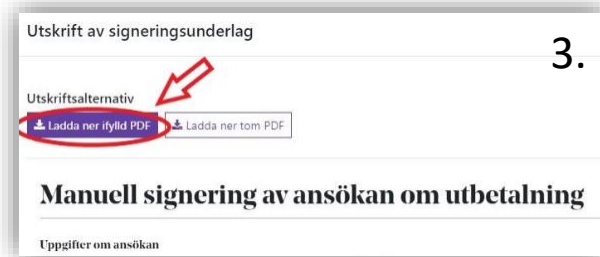 Utskrift av signeringsunderlag
3.
Utskriftsalternativ
Ladda ner ifylld PDF Ladda ner tom PDF
Manuell signering av ansökan om utbetalning
Uppgifter om ansökan